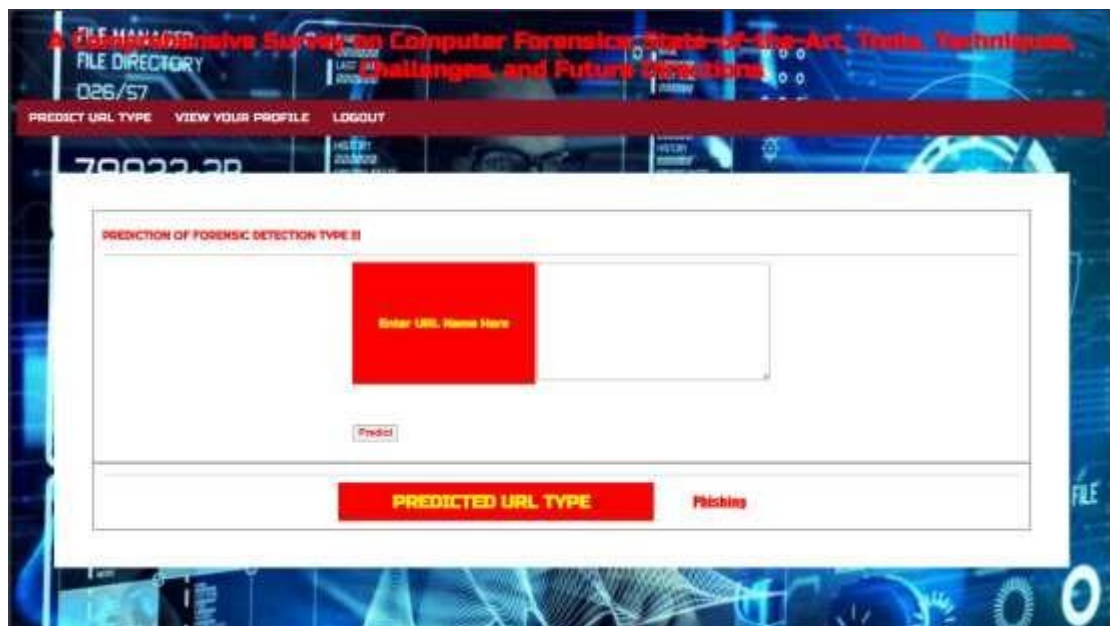 A Comprehensive Survey on Computer Forensics: State-of-the-Art, Tools, Techniques,
Challenges, and Future Directions
FILE MANAGER
FILE DIRECTORY
026/57
PREDICT URL TYPE VIEW YOUR PROFILE LOGOUT
HISTORY
HISTORY
PREDICTION OF FORENSIC DETECTION TYPE !!!
Enter URL Name Here
Predict
PREDICTED URL TYPE Phishing
FILE